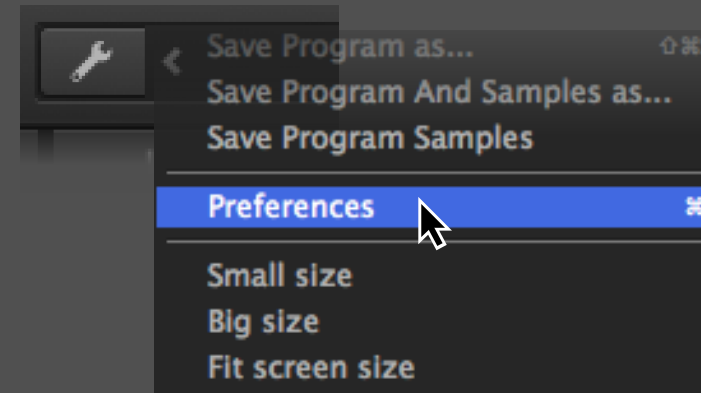 Save Program as... ⇧⌘
Save Program And Samples as...
Save Program Samples
Preferences ⌘
Small size
Big size
Fit screen size